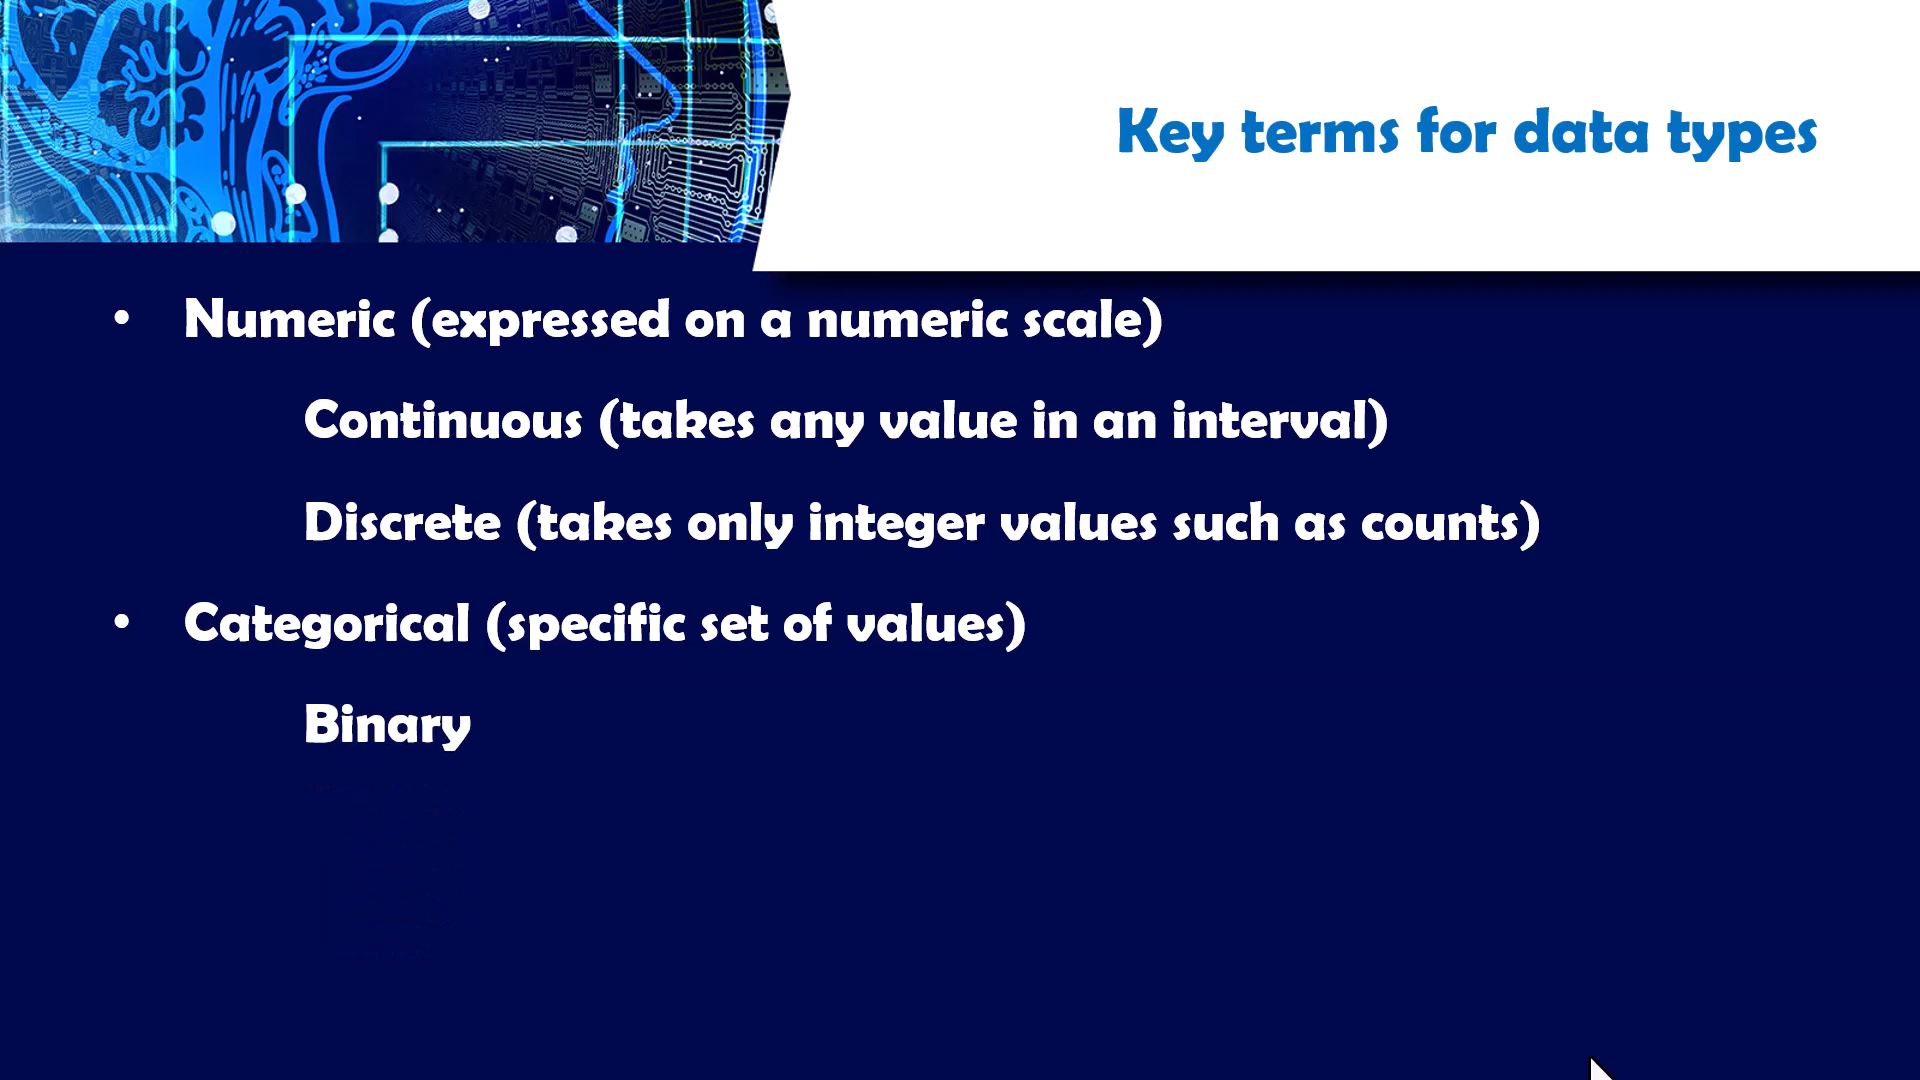 Key terms for data types
• Numeric (expressed on a numeric scale)
Continuous (takes any value in an interval)
Discrete (takes only integer values such as counts)
• Categorical (specific set of values)
Binary